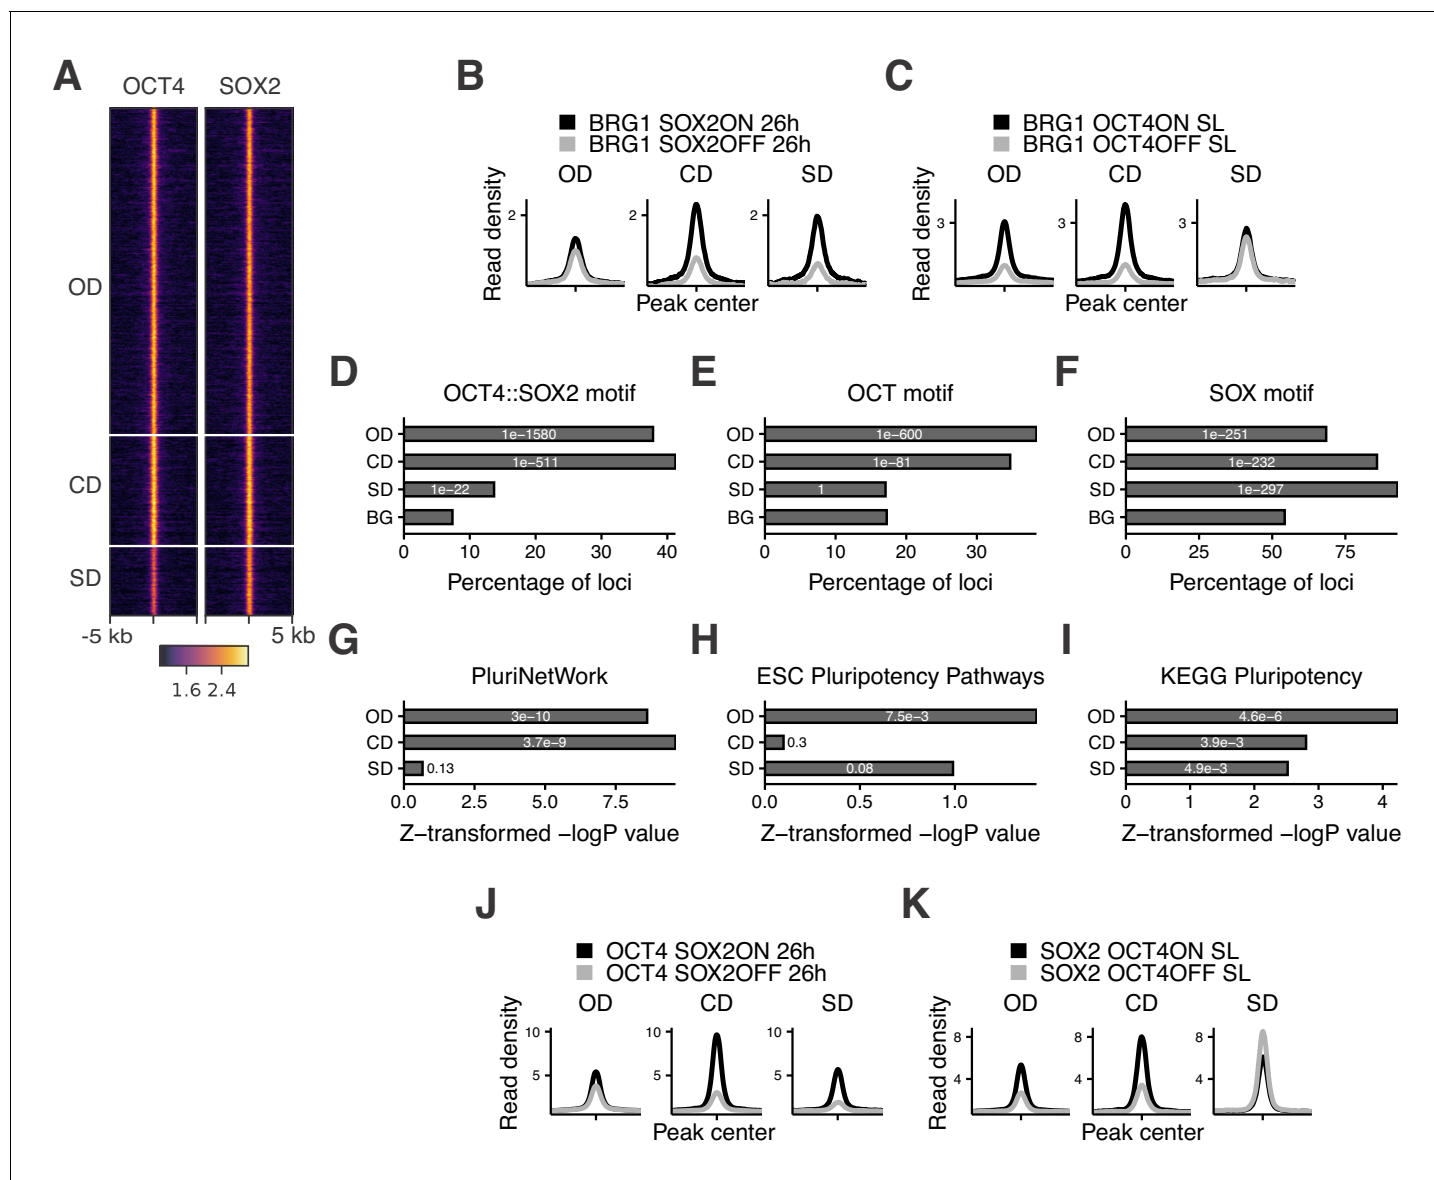 A
OCT4 SOX2
OD
CD
SD
-5 kb 5 kb
1.6 2.4
B
BRG1 SOX2ON 26h
BRG1 SOX2OFF 26h
OD CD SD
Read density
2 2 2
Peak center
C
BRG1 OCT4ON SL
BRG1 OCT4OFF SL
OD CD SD
Read density
3 3 3
Peak center
D
OCT4::SOX2 motif
OD 1e−1580
CD 1e−511
SD 1e−22
BG
0 10 20 30 40
Percentage of loci
E
OCT motif
OD 1e−600
CD 1e−81
SD 1
BG
0 10 20 30
Percentage of loci
F
SOX motif
OD 1e−251
CD 1e−232
SD 1e−297
BG
0 25 50 75
Percentage of loci
G
PluriNetWork
OD 3e−10
CD 3.7e−9
SD 0.13
0.0 2.5 5.0 7.5
Z−transformed −logP value
H
ESC Pluripotency Pathways
OD 7.5e−3
CD 0.3
SD 0.08
0.0 0.5 1.0
Z−transformed −logP value
I
KEGG Pluripotency
OD 4.6e−6
CD 3.9e−3
SD 4.9e−3
0 1 2 3 4
Z−transformed −logP value
J
OCT4 SOX2ON 26h
OCT4 SOX2OFF 26h
OD CD SD
Read density
10 10 10
5 5 5
Peak center
K
SOX2 OCT4ON SL
SOX2 OCT4OFF SL
OD CD SD
Read density
8 8 8
4 4 4
Peak center